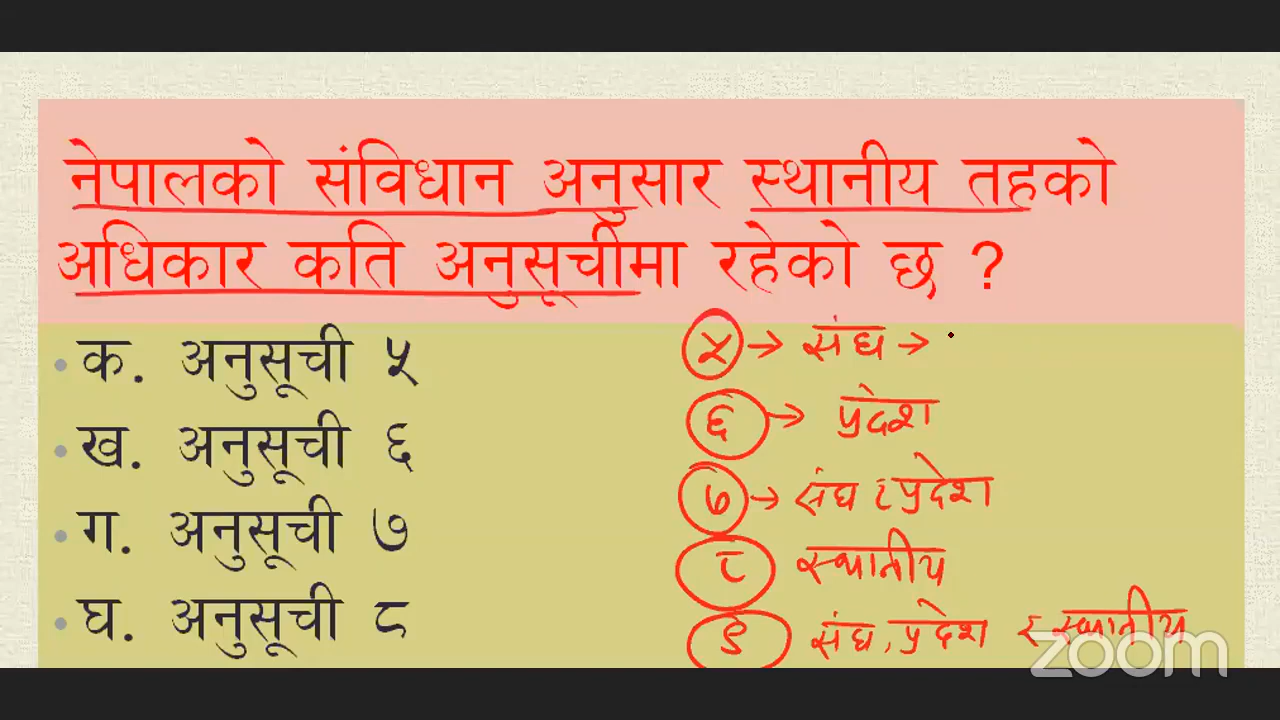 नेपालको संविधान अनुसार स्थानीय तहको
अधिकार कति अनुसूचीमा रहेको छ ?
• क. अनुसूची ५
• ख. अनुसूची ६
• ग. अनुसूची ७
• घ. अनुसूची ८
५ → संघ →
६ → प्रदेश
७ → संघ र प्रदेश
८ स्थानीय
९ संघ, प्रदेश र स्थानीय
zoom